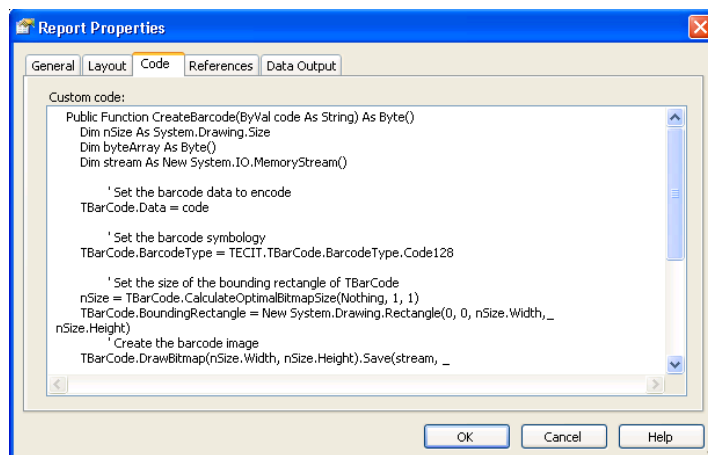 Report Properties
General Layout Code References Data Output
Custom code:
Public Function CreateBarcode(ByVal code As String) As Byte()
Dim nSize As System.Drawing.Size
Dim byteArray As Byte()
Dim stream As New System.IO.MemoryStream()
' Set the barcode data to encode
TBarCode.Data = code
' Set the barcode symbology
TBarCode.BarcodeType = TECIT.TBarCode.BarcodeType.Code128
' Set the size of the bounding rectangle of TBarCode
nSize = TBarCode.CalculateOptimalBitmapSize(Nothing, 1, 1)
TBarCode.BoundingRectangle = New System.Drawing.Rectangle(0, 0, nSize.Width,_
nSize.Height)
' Create the barcode image
TBarCode.DrawBitmap(nSize.Width, nSize.Height).Save(stream, _
OK Cancel Help